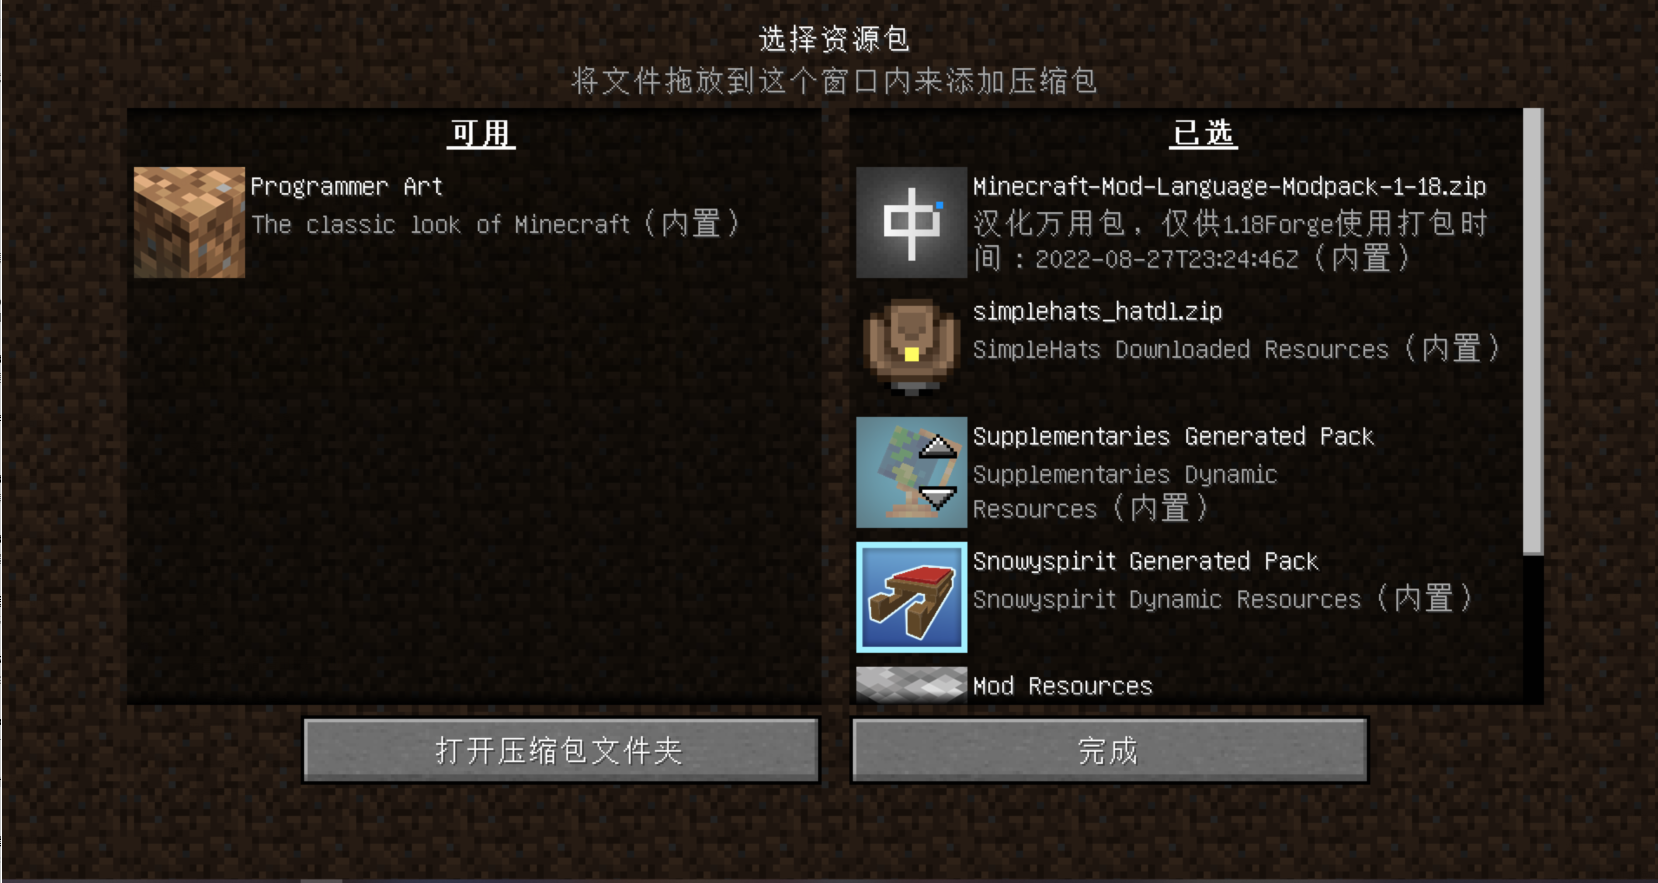 选择资源包
将文件拖放到这个窗口内来添加压缩包
可用
Programmer Art
The classic look of Minecraft（内置）
已选
中
Minecraft-Mod-Language-Modpack-1-18.zip
汉化万用包，仅供1.18Forge使用打包时
间：2022-08-27T23:24:46Z（内置）
simplehats_hatdl.zip
SimpleHats Downloaded Resources（内置）
Supplementaries Generated Pack
Supplementaries Dynamic
Resources（内置）
Snowyspirit Generated Pack
Snowyspirit Dynamic Resources（内置）
Mod Resources
打开压缩包文件夹
完成